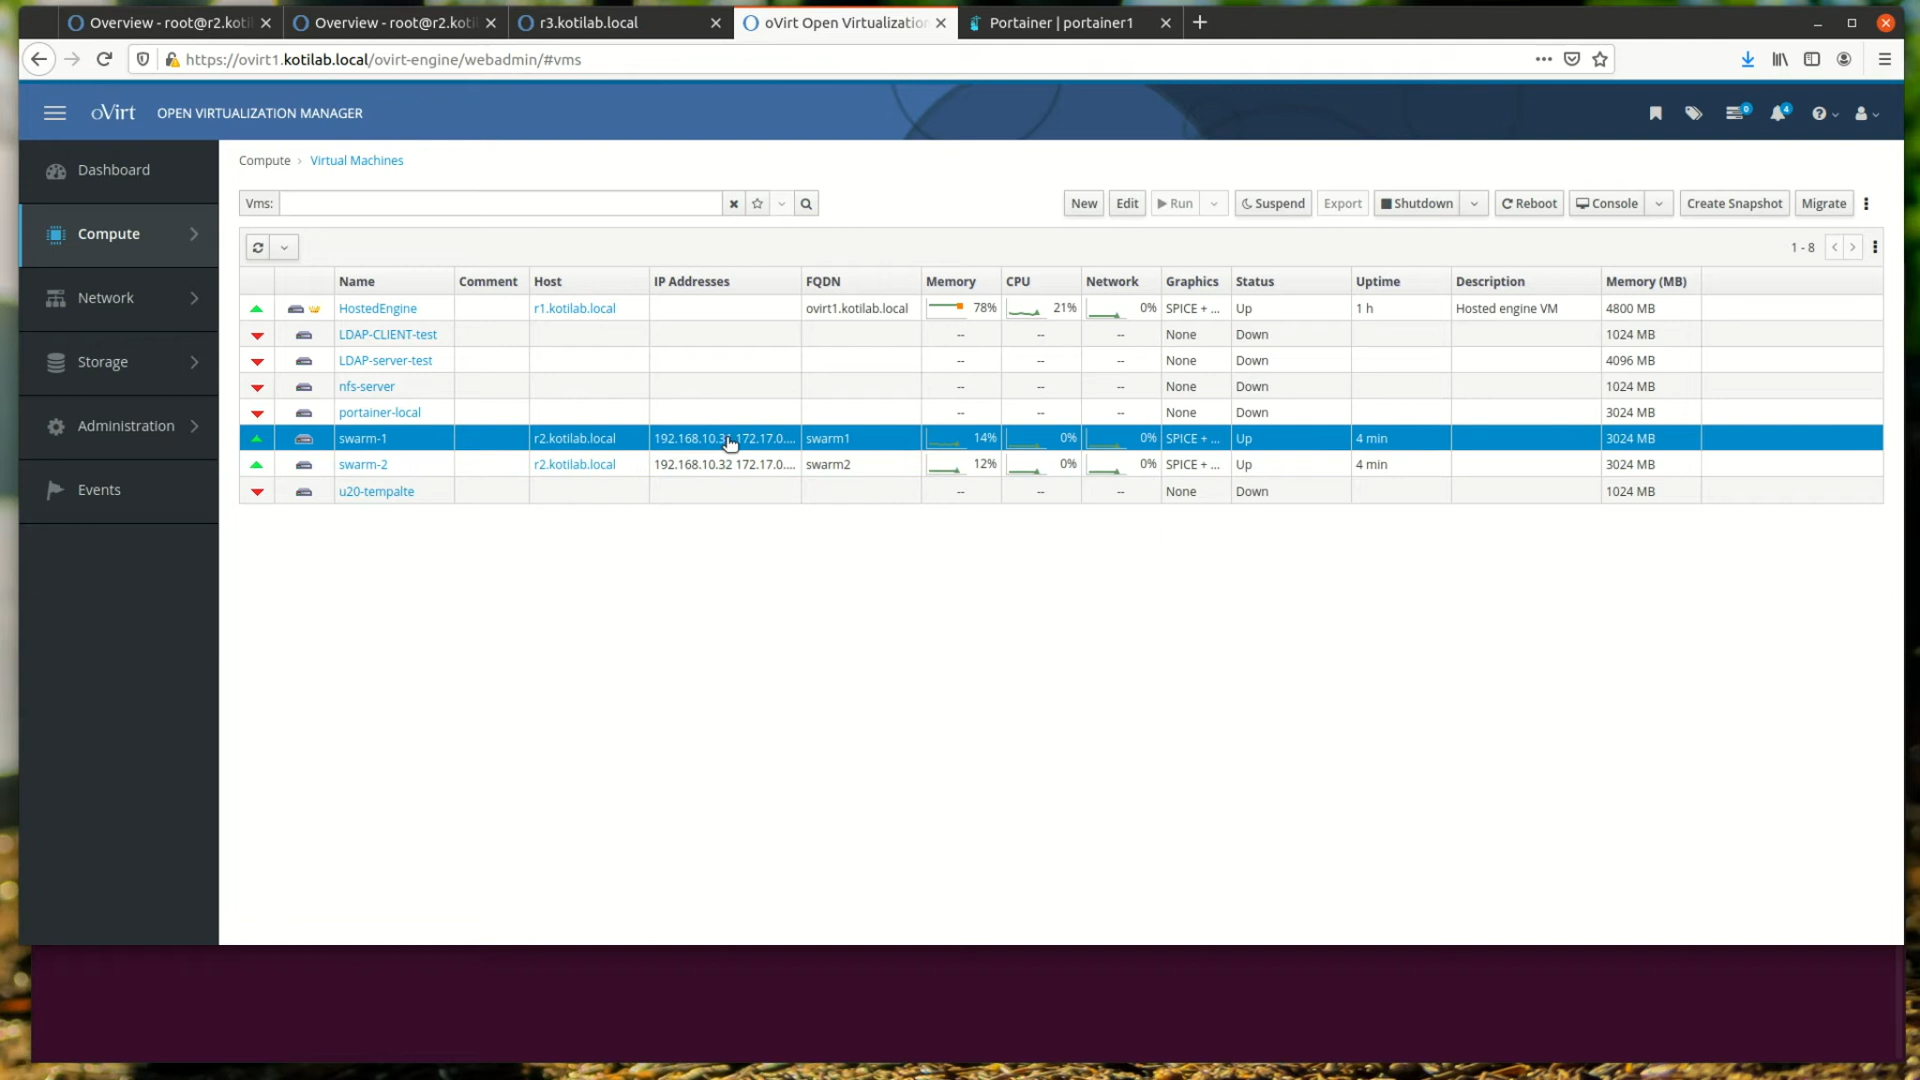 Overview - root@r2.koti
Overview - root@r2.koti
r3.kotilab.local
oVirt Open Virtualizatio
Portainer | portainer1
https://ovirt1.kotilab.local/ovirt-engine/webadmin/#vms
oVirt OPEN VIRTUALIZATION MANAGER
0
4
Dashboard
Compute
Network
Storage
Administration
Events
Compute > Virtual Machines
Vms:
New Edit Run Suspend Export Shutdown Reboot Console Create Snapshot Migrate
1 - 8
Name Comment Host IP Addresses FQDN Memory CPU Network Graphics Status Uptime Description Memory (MB)
HostedEngine r1.kotilab.local ovirt1.kotilab.local 78% 21% 0% SPICE + ... Up 1 h Hosted engine VM 4800 MB
LDAP-CLIENT-test -- -- -- None Down 1024 MB
LDAP-server-test -- -- -- None Down 4096 MB
nfs-server -- -- -- None Down 1024 MB
portainer-local -- -- -- None Down 3024 MB
swarm-1 r2.kotilab.local 172.17.0.... swarm1 14% 0% 0% SPICE + ... Up 4 min 3024 MB
swarm-2 r2.kotilab.local 192.168.10.32 172.17.0.... swarm2 12% 0% 0% SPICE + ... Up 4 min 3024 MB
u20-tempalte -- -- -- None Down 1024 MB